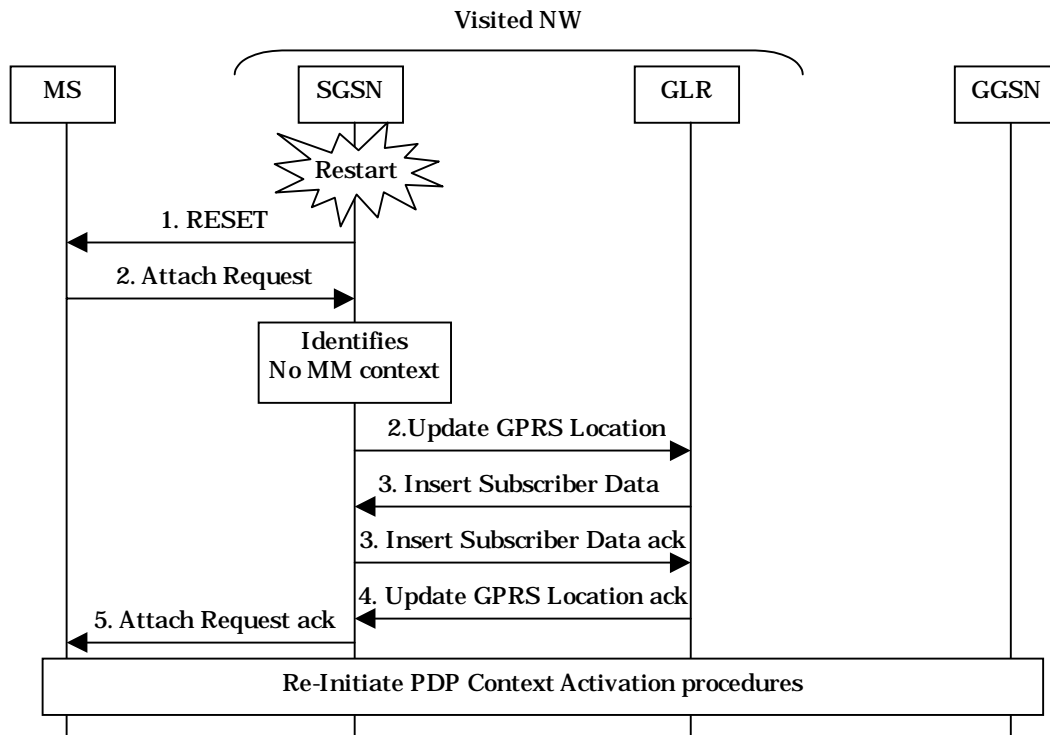 Visited NW
MS
SGSN
GLR
GGSN
Restart
1. RESET
2. Attach Request
Identifies
No MM context
2.Update GPRS Location
3. Insert Subscriber Data
3. Insert Subscriber Data ack
4. Update GPRS Location ack
5. Attach Request ack
Re-Initiate PDP Context Activation procedures